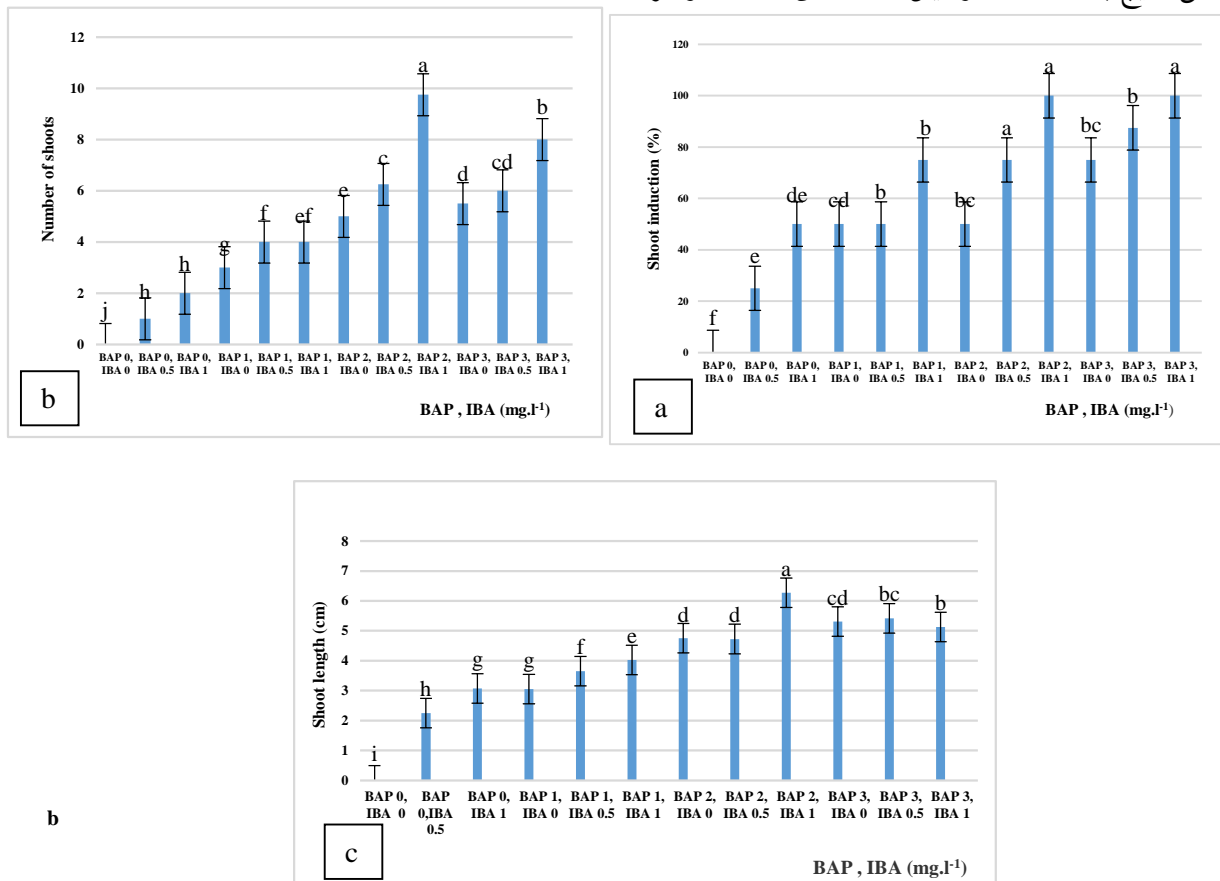 12
10
8
6
4
2
0
Number of shoots
j
h
h
g
f
ef
e
c
a
d
cd
b
BAP 0, BAP 0, BAP 0, BAP 1, BAP 1, BAP 1, BAP 2, BAP 2, BAP 2, BAP 3, BAP 3, BAP 3,
IBA 0 IBA 0.5 IBA 1 IBA 0 IBA 0.5 IBA 1 IBA 0 IBA 0.5 IBA 1 IBA 0 IBA 0.5 IBA 1
BAP , IBA (mg.l-1)
b
120
100
80
60
40
20
0
Shoot induction (%)
f
e
de
cd
b
b
bc
a
a
bc
b
a
BAP 0, BAP 0, BAP 0, BAP 1, BAP 1, BAP 1, BAP 2, BAP 2, BAP 2, BAP 3, BAP 3, BAP 3,
IBA 0 IBA 0.5 IBA 1 IBA 0 IBA 0.5 IBA 1 IBA 0 IBA 0.5 IBA 1 IBA 0 IBA 0.5 IBA 1
BAP , IBA (mg.l-1)
a
8
7
6
5
4
3
2
1
0
Shoot length (cm)
i
h
g
g
f
e
d
d
a
cd
bc
b
BAP 0, BAP BAP 0, BAP 1, BAP 1, BAP 1, BAP 2, BAP 2, BAP 2, BAP 3, BAP 3, BAP 3,
IBA 0 0,IBA IBA 1 IBA 0 IBA 0.5 IBA 1 IBA 0 IBA 0.5 IBA 1 IBA 0 IBA 0.5 IBA 1
0.5
BAP , IBA (mg.l-1)
c
b